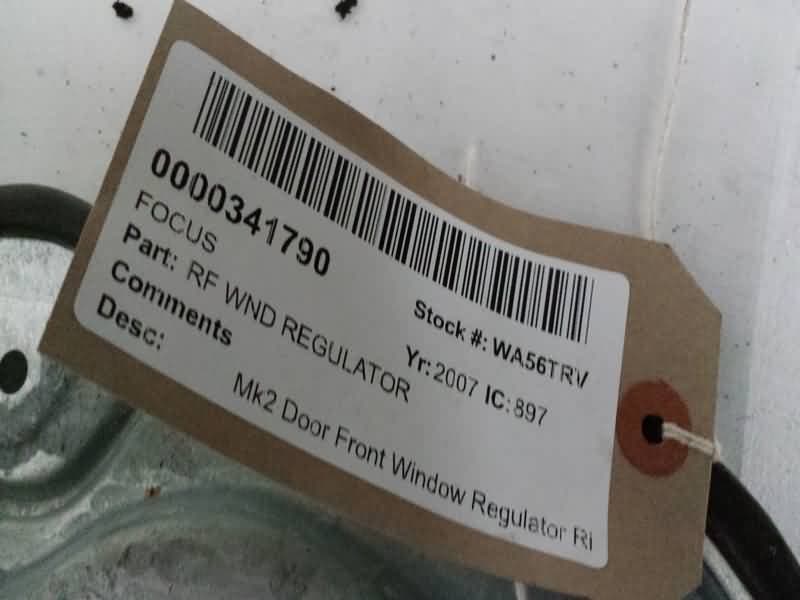 0000341790
FOCUS
Stock #: WA56TRV
Part: RF WND REGULATOR
Yr: 2007 IC: 897
Comments
Desc:
Mk2 Door Front Window Regulator Ri